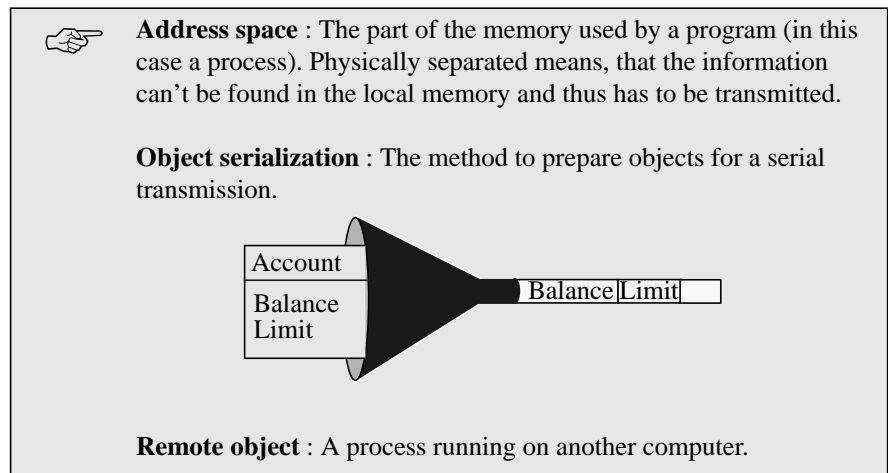 Address space : The part of the memory used by a program (in this
case a process). Physically separated means, that the information
can't be found in the local memory and thus has to be transmitted.
Object serialization : The method to prepare objects for a serial
transmission.
Account
Balance
Limit
Balance Limit
Remote object : A process running on another computer.